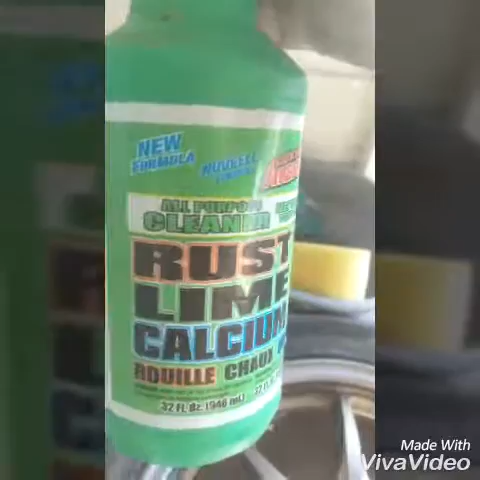 NEW
FORMULA
NOUVELLE
ALL PURPOSE
CLEANER
RUST
LIME
CALCIUM
ROUILLE CHAUX
32 FL. Oz. (946 mL)
Made With
VivaVideo